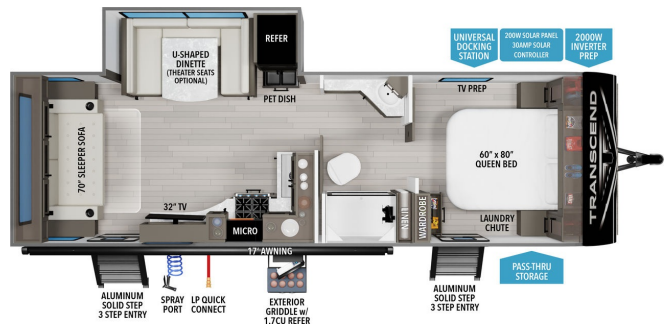 UNIVERSAL
DOCKING
STATION
200W SOLAR PANEL
30AMP SOLAR
CONTROLLER
2000W
INVERTER
PREP
REFER
U-SHAPED
DINETTE
(THEATER SEATS
OPTIONAL)
PET DISH
TV PREP
70" SLEEPER SOFA
60" x 80"
QUEEN BED
TRANSCEND
32" TV
MICRO
LINEN
WARDROBE
LAUNDRY
CHUTE
17' AWNING
PASS-THRU
STORAGE
ALUMINUM
SOLID STEP
3 STEP ENTRY
SPRAY
PORT
LP QUICK
CONNECT
EXTERIOR
GRIDDLE w/
1.7CU REFER
ALUMINUM
SOLID STEP
3 STEP ENTRY